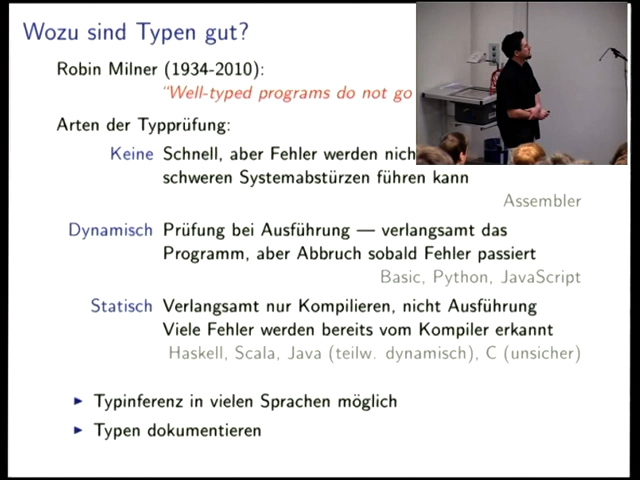 Wozu sind Typen gut?
Robin Milner (1934-2010):
"Well-typed programs do not go
Arten der Typprüfung:
Keine Schnell, aber Fehler werden nich
schweren Systemabstürzen führen kann
Assembler
Dynamisch Prüfung bei Ausführung — verlangsamt das
Programm, aber Abbruch sobald Fehler passiert
Basic, Python, JavaScript
Statisch Verlangsamt nur Kompilieren, nicht Ausführung
Viele Fehler werden bereits vom Kompiler erkannt
Haskell, Scala, Java (teilw. dynamisch), C (unsicher)
► Typinferenz in vielen Sprachen möglich
► Typen dokumentieren